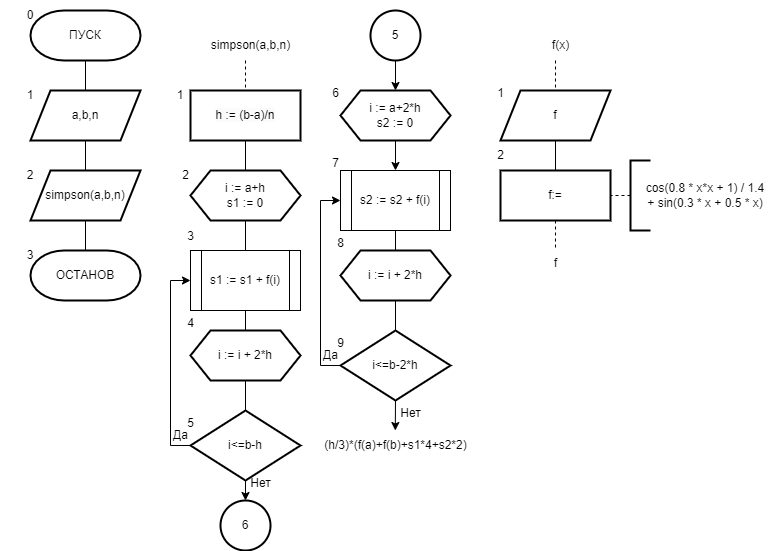 0
ПУСК
1
a,b,n
2
simpson(a,b,n)
3
ОСТАНОВ
simpson(a,b,n)
1
h := (b-a)/n
2
i := a+h
s1 := 0
3
s1 := s1 + f(i)
4
i := i + 2*h
5
Да
i<=b-h
Нет
6
5
6
i := a+2*h
s2 := 0
7
s2 := s2 + f(i)
8
i := i + 2*h
9
Да
i<=b-2*h
Нет
(h/3)*(f(a)+f(b)+s1*4+s2*2)
f(x)
1
f
2
f:=
cos(0.8 * x*x + 1) / 1.4
+ sin(0.3 * x + 0.5 * x)
f